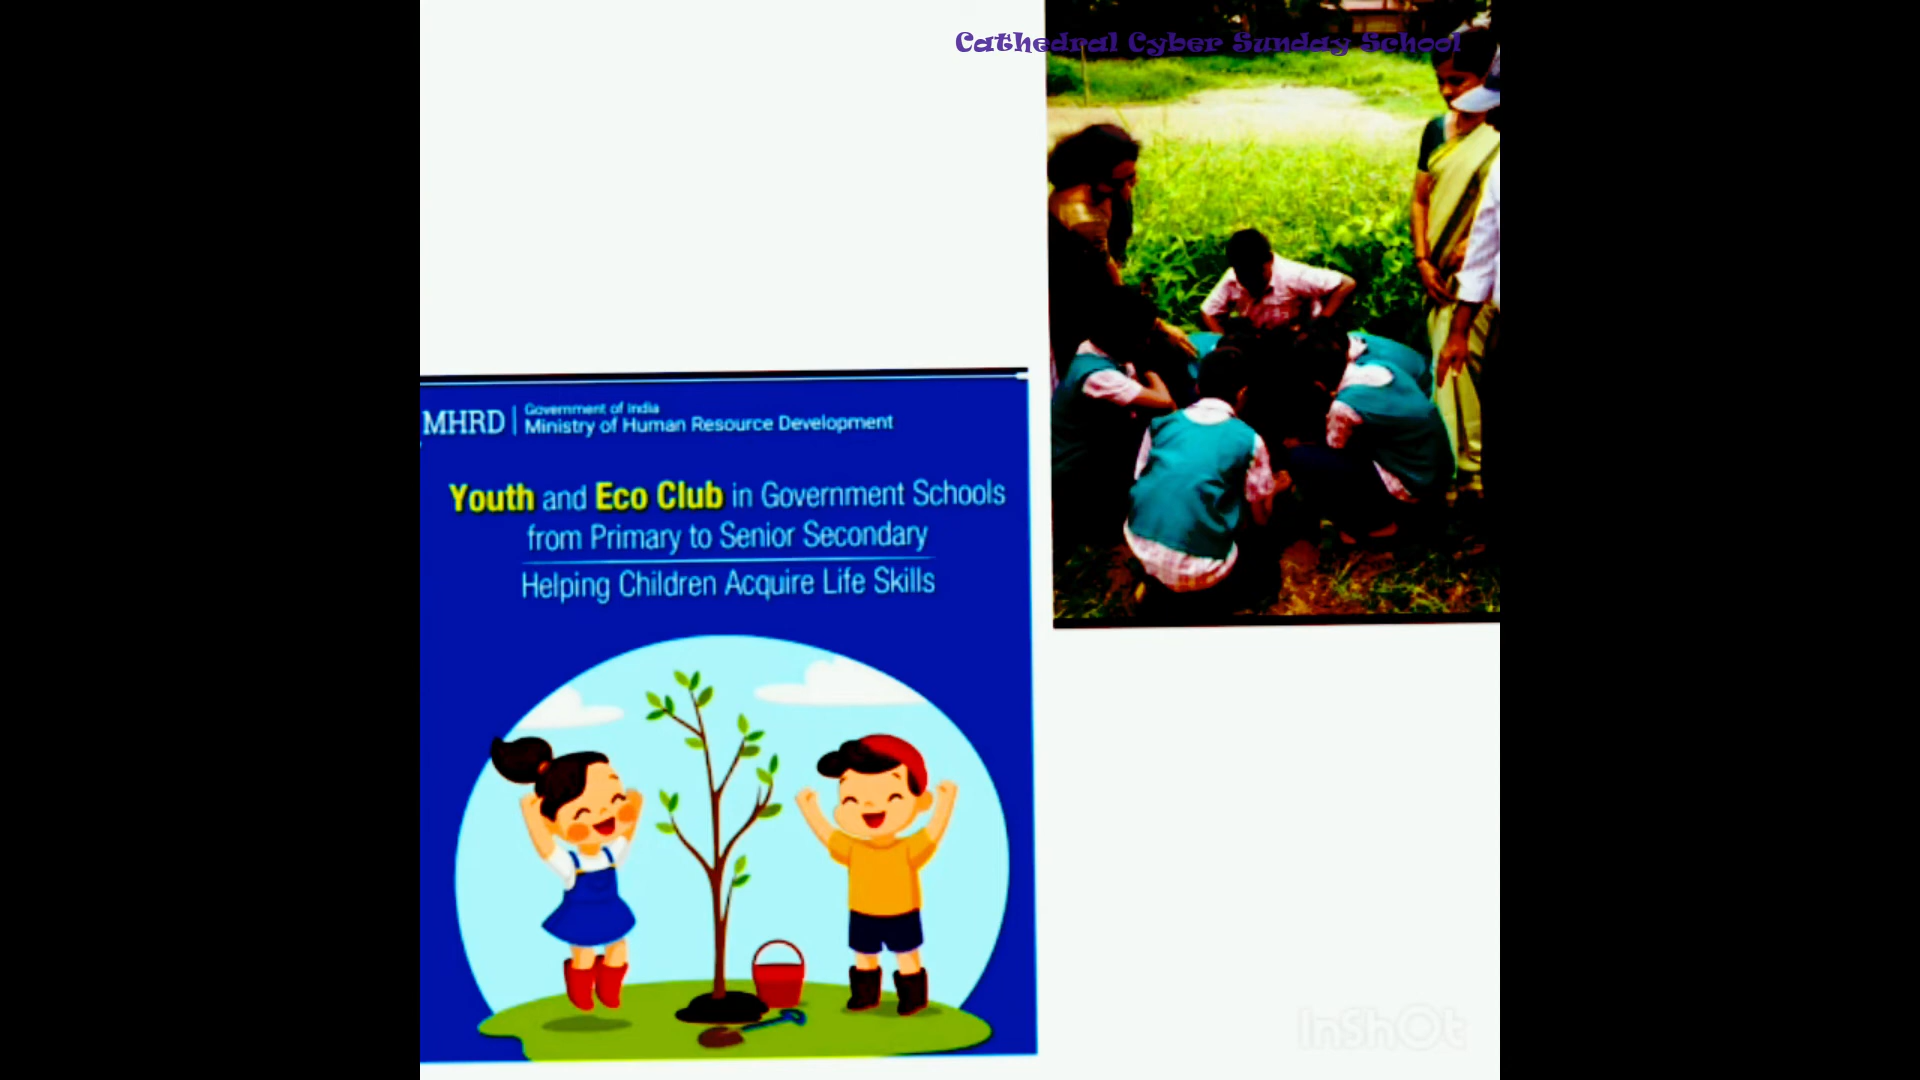 Cathedral Cyber Sunday School
MHRD | Government of India
Ministry of Human Resource Development
Youth and Eco Club in Government Schools
from Primary to Senior Secondary
Helping Children Acquire Life Skills
InShOt